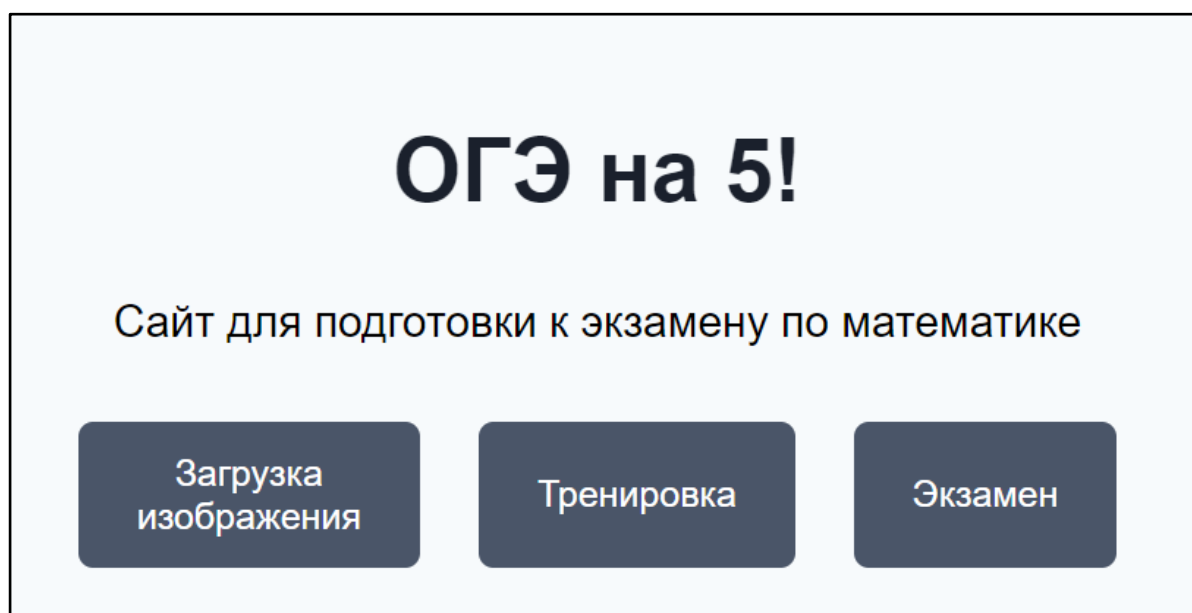 ОГЭ на 5!
Сайт для подготовки к экзамену по математике
Загрузка
изображения
Тренировка
Экзамен